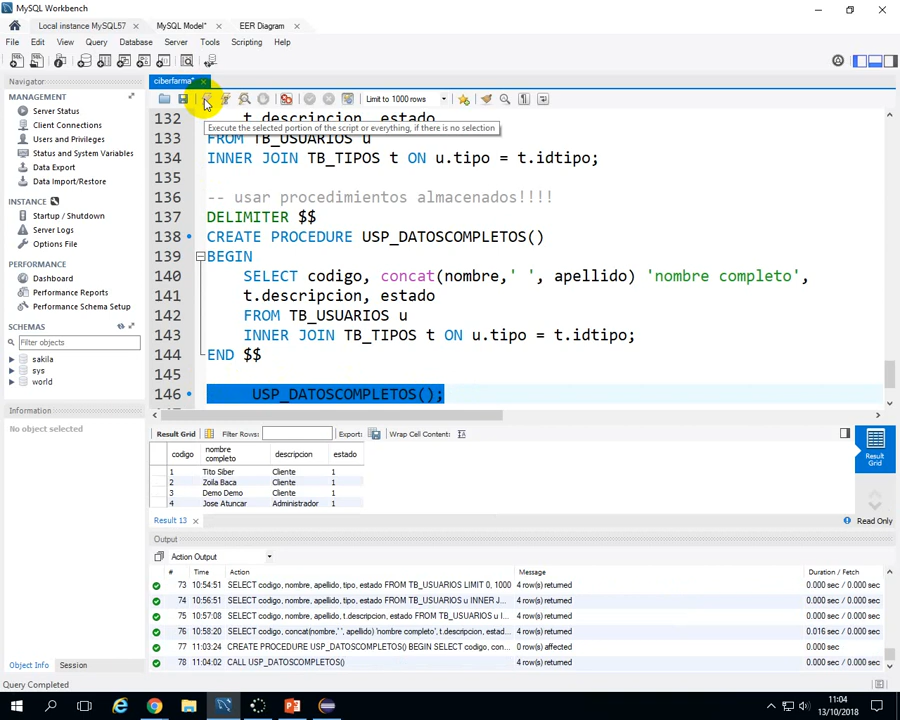 MySQL Workbench
Local instance MySQL57
MySQL Model*
EER Diagram
File Edit View Query Database Server Tools Scripting Help
Navigator
MANAGEMENT
Server Status
Client Connections
Users and Privileges
Status and System Variables
Data Export
Data Import/Restore
INSTANCE
Startup / Shutdown
Server Logs
Options File
PERFORMANCE
Dashboard
Performance Reports
Performance Schema Setup
SCHEMAS
Filter objects
sakila
sys
world
Information
No object selected
Object Info Session
Query Completed
ciberfarma*
Limit to 1000 rows
Execute the selected portion of the script or everything, if there is no selection
132 t.descripcion, estado
133 FROM TB_USUARIOS u
134 INNER JOIN TB_TIPOS t ON u.tipo = t.idtipo;
135
136 -- usar procedimientos almacenados!!!!
137 DELIMITER $$
138 CREATE PROCEDURE USP_DATOSCOMPLETOS()
139 BEGIN
140 SELECT codigo, concat(nombre,' ', apellido) 'nombre completo',
141 t.descripcion, estado
142 FROM TB_USUARIOS u
143 INNER JOIN TB_TIPOS t ON u.tipo = t.idtipo;
144 END $$
145
146 USP_DATOSCOMPLETOS();
Result Grid Filter Rows: Export: Wrap Cell Content:
codigo nombre completo descripcion estado
1 Tito Siber Cliente 1
2 Zoila Baca Cliente 1
3 Demo Demo Cliente 1
4 Jose Atuncar Administrador 1
Result Grid
Result 13
Read Only
Output
Action Output
# Time Action Message Duration / Fetch
73 10:54:51 SELECT codigo, nombre, apellido, tipo, estado FROM TB_USUARIOS LIMIT 0, 1000 4 row(s) returned 0.000 sec / 0.000 sec
74 10:56:51 SELECT codigo, nombre, apellido, tipo, estado FROM TB_USUARIOS u INNER J... 4 row(s) returned 0.000 sec / 0.000 sec
75 10:57:08 SELECT codigo, nombre, apellido, t.descripcion, estado FROM TB_USUARIOS u I... 4 row(s) returned 0.000 sec / 0.000 sec
76 10:58:20 SELECT codigo, concat(nombre,' ', apellido) 'nombre completo', t.descripcion, estad... 4 row(s) returned 0.016 sec / 0.000 sec
77 11:03:24 CREATE PROCEDURE USP_DATOSCOMPLETOS() BEGIN SELECT codigo, con... 0 row(s) affected 0.000 sec
78 11:04:02 CALL USP_DATOSCOMPLETOS() 4 row(s) returned 0.000 sec / 0.000 sec
11:04
13/10/2018